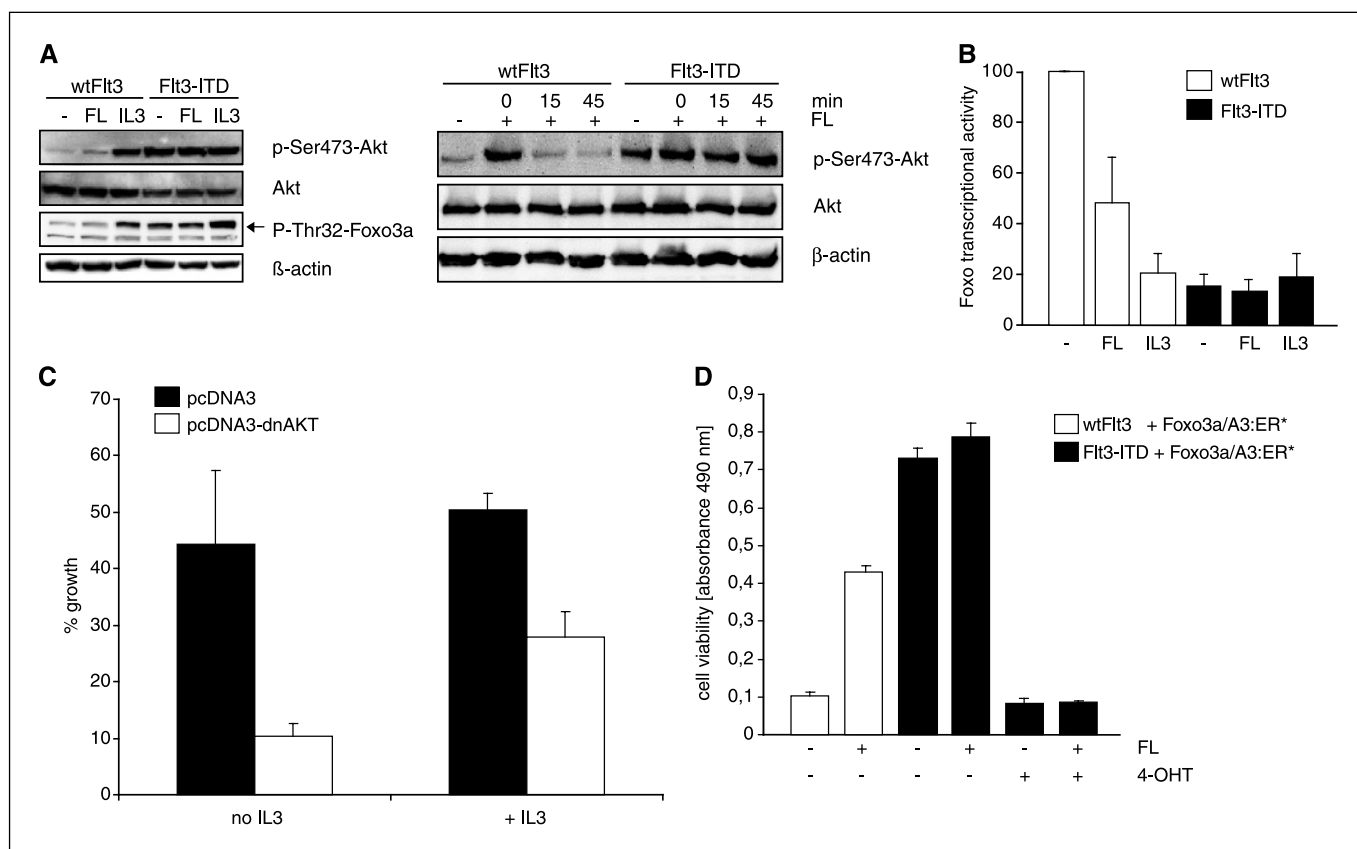 A
wtFlt3 Flt3-ITD
- FL IL3 - FL IL3
p-Ser473-Akt
Akt
P-Thr32-Foxo3a
ß-actin
wtFlt3 Flt3-ITD
0 15 45 0 15 45 min
- + + + - + + + FL
p-Ser473-Akt
Akt
β-actin
B
wtFlt3
Flt3-ITD
Foxo transcriptional activity
100
80
60
40
20
0
- FL IL3 - FL IL3
C
pcDNA3
pcDNA3-dnAKT
% growth
70
60
50
40
30
20
10
0
no IL3 + IL3
D
wtFlt3 + Foxo3a/A3:ER*
Flt3-ITD + Foxo3a/A3:ER*
cell viability [absorbance 490 nm]
0,9
0,8
0,7
0,6
0,5
0,4
0,3
0,2
0,1
0
- + - + - + FL
- - - - + + 4-OHT